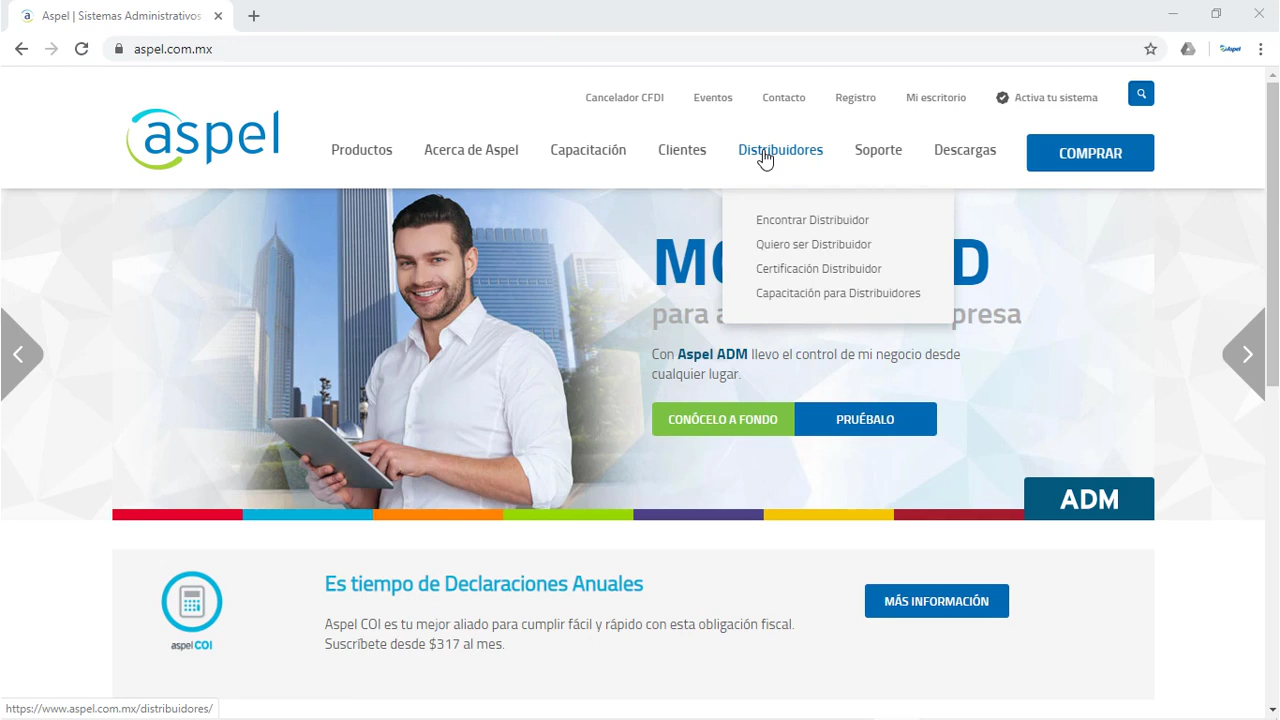 Aspel | Sistemas Administrativos
aspel.com.mx
Aspel
Cancelador CFDI
Eventos
Contacto
Registro
Mi escritorio
Activa tu sistema
aspel
Productos
Acerca de Aspel
Capacitación
Clientes
Distribuidores
Soporte
Descargas
COMPRAR
Encontrar Distribuidor
Quiero ser Distribuidor
Certificación Distribuidor
Capacitación para Distribuidores
Con Aspel ADM llevo el control de mi negocio desde
cualquier lugar.
CONÓCELO A FONDO
PRUÉBALO
ADM
Es tiempo de Declaraciones Anuales
Aspel COI es tu mejor aliado para cumplir fácil y rápido con esta obligación fiscal.
Suscríbete desde $317 al mes.
MÁS INFORMACIÓN
aspel COI
https://www.aspel.com.mx/distribuidores/